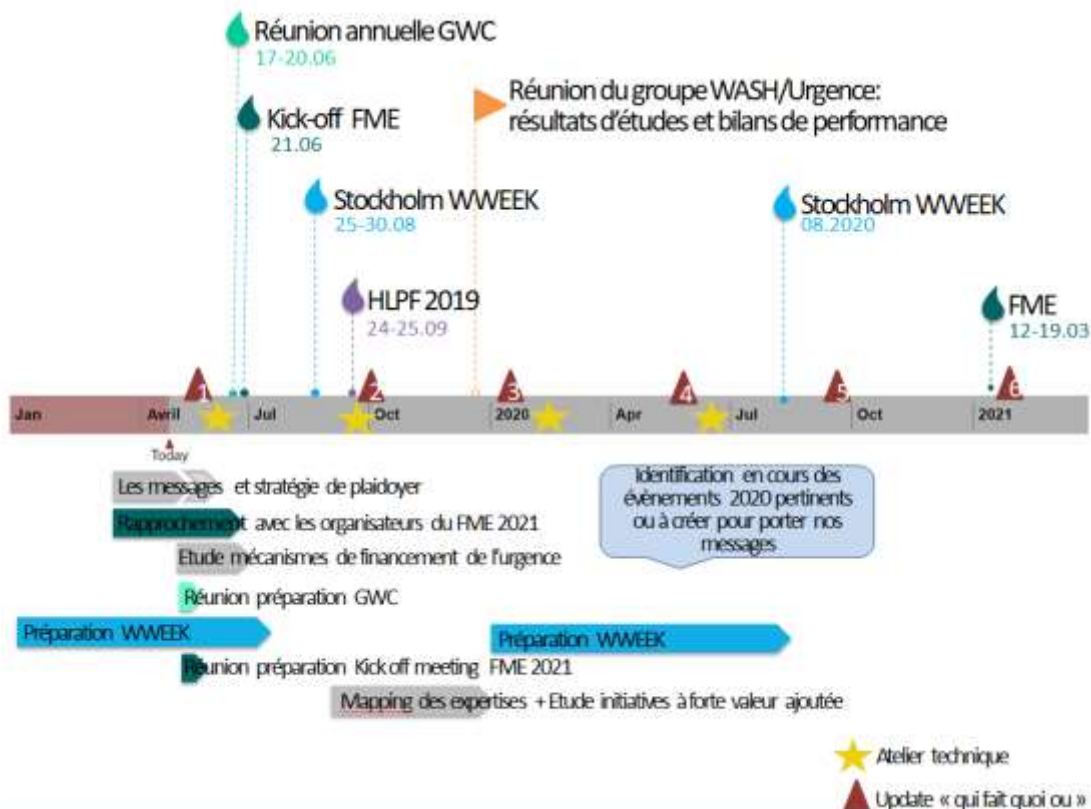 Réunion annuelle GWC
17-20.06
Kick-off FME
21.06
Réunion du groupe WASH/Urgence:
résultats d'études et bilans de performance
Stockholm WWEEK
25-30.08
Stockholm WWEEK
08.2020
HLPF 2019
24-25.09
FME
12-19.03
1
2
3
4
5
6
Jan
Avril
Jul
Oct
2020
Apr
Jul
Oct
2021
Today
Les messages et stratégie de plaidoyer
Rapprochement avec les organisateurs du FME 2021
Etude mécanismes de financement de l'urgence
Réunion préparation GWC
Préparation WWEEK
Préparation WWEEK
Réunion préparation Kick off meeting FME 2021
Mapping des expertises + Etude initiatives à forte valeur ajoutée
Identification en cours des
évènements 2020 pertinents
ou à créer pour porter nos
messages
Atelier technique
Update « qui fait quoi ou »